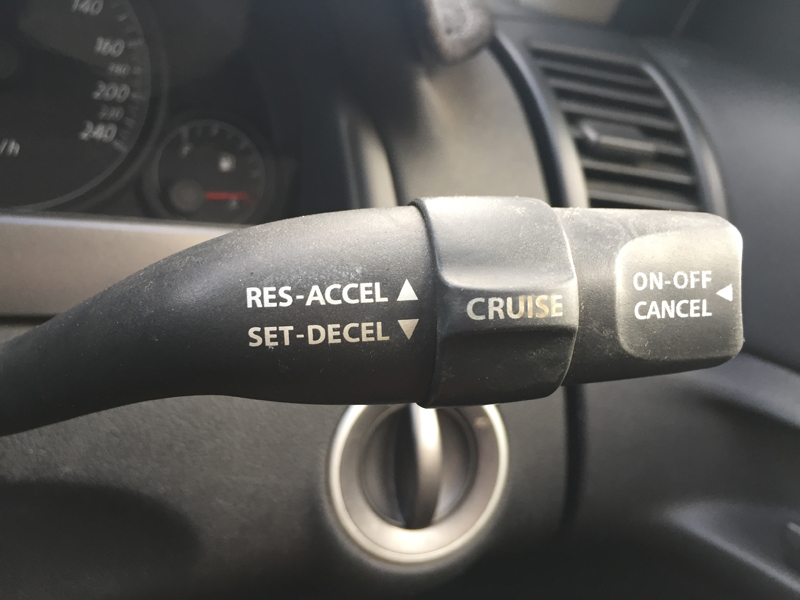 140
160
180
200
220
240
/h
RES-ACCEL ▲
SET-DECEL ▼
CRUISE
ON-OFF
CANCEL ◀